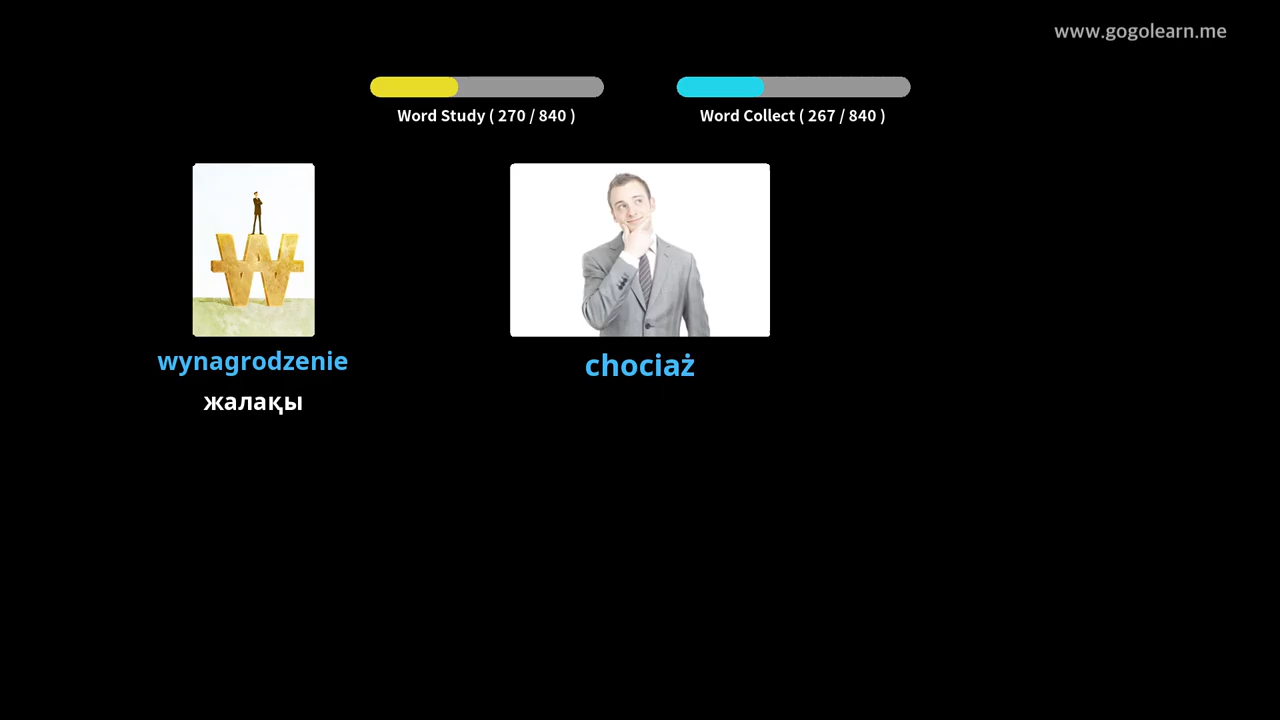 www.gogolearn.me
Word Study ( 270 / 840 )
Word Collect ( 267 / 840 )
wynagrodzenie
жалақы
chociaż